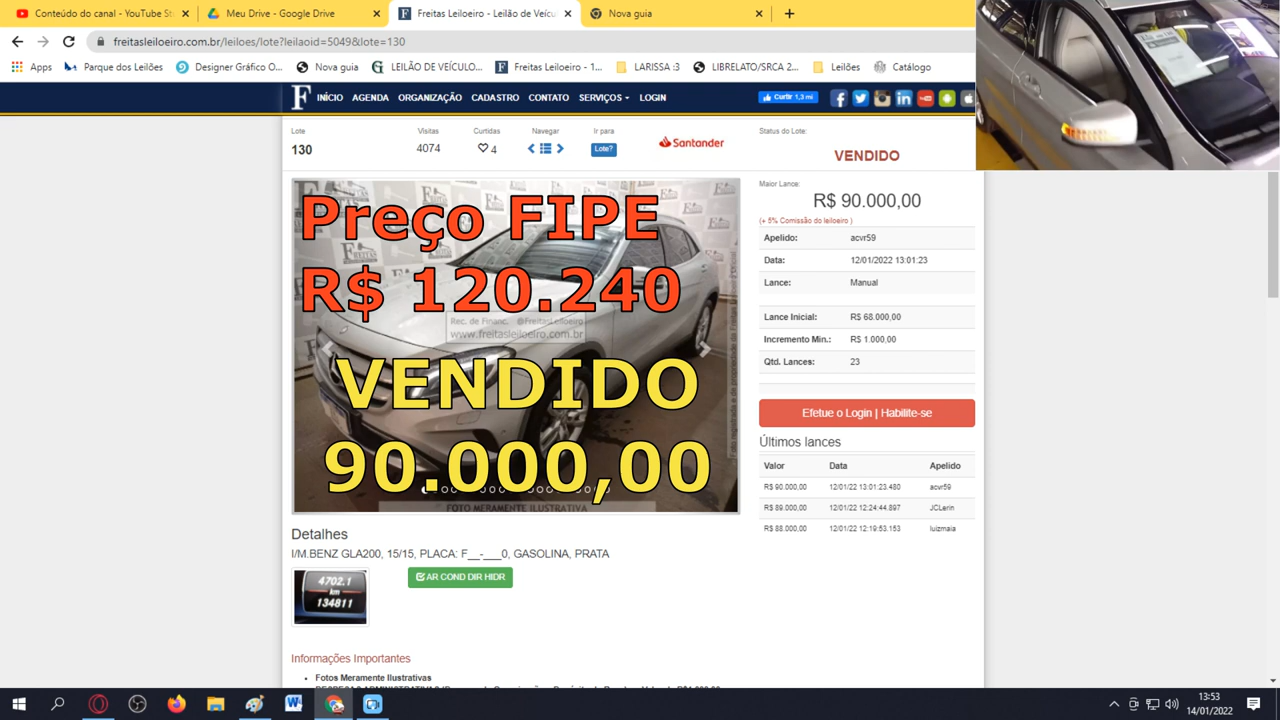 Conteúdo do canal - YouTube St
Meu Drive - Google Drive
Freitas Leiloeiro - Leilão de Veícu
Nova guia
freitasleiloeiro.com.br/leiloes/lote?leilaoid=5049&lote=130
Apps
Parque dos Leilões
Designer Gráfico O...
Nova guia
LEILÃO DE VEÍCULO...
Freitas Leiloeiro - 1...
LARISSA :3
LIBRELATO/SRCA 2...
Leilões
Catálogo
INÍCIO AGENDA ORGANIZAÇÃO CADASTRO CONTATO SERVIÇOS LOGIN
Curtir 1,3 mi
Lote
130
Visitas
4074
Curtidas
4
Navegar
Ir para
Lote?
Santander
Status do Lote:
VENDIDO
Preço FIPE
R$ 120.240
Rec. de Financ. @FreitasLeiloeiro
www.freitasleiloeiro.com.br
VENDIDO
90.000,00
FOTO MERAMENTE ILUSTRATIVA
Maior Lance:
R$ 90.000,00
(+ 5% Comissão do leiloeiro )
Apelido: acvr59
Data: 12/01/2022 13:01:23
Lance: Manual
Lance Inicial: R$ 68.000,00
Incremento Min.: R$ 1.000,00
Qtd. Lances: 23
Efetue o Login | Habilite-se
Últimos lances
Valor Data Apelido
R$ 90.000,00 12/01/22 13:01:23.480 acvr59
R$ 89.000,00 12/01/22 12:24:44.897 JCLerin
R$ 88.000,00 12/01/22 12:19:53.153 luizmaia
Detalhes
I/M.BENZ GLA200, 15/15, PLACA: F__-___0, GASOLINA, PRATA
4702.1
km
134811
AR COND DIR HIDR
Informações Importantes
Fotos Meramente Ilustrativas
13:53
14/01/2022